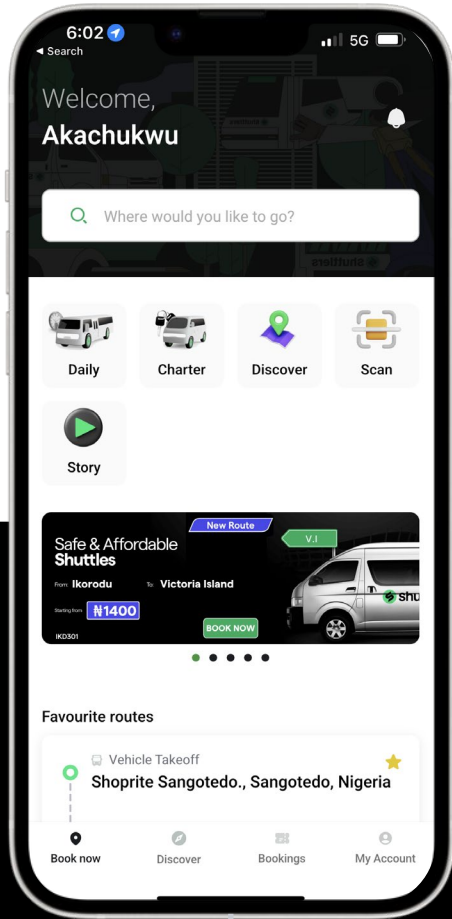 6:02
5G
◄ Search
Welcome,
Akachukwu
Where would you like to go?
shuttlers
Daily
Charter
Discover
Scan
Story
New Route
V.I
Safe & Affordable
Shuttles
From: Ikorodu To: Victoria Island
Starting from ₦1400
shu
BOOK NOW
IKD301
Favourite routes
Vehicle Takeoff
Shoprite Sangotedo., Sangotedo, Nigeria
Book now
Discover
Bookings
My Account